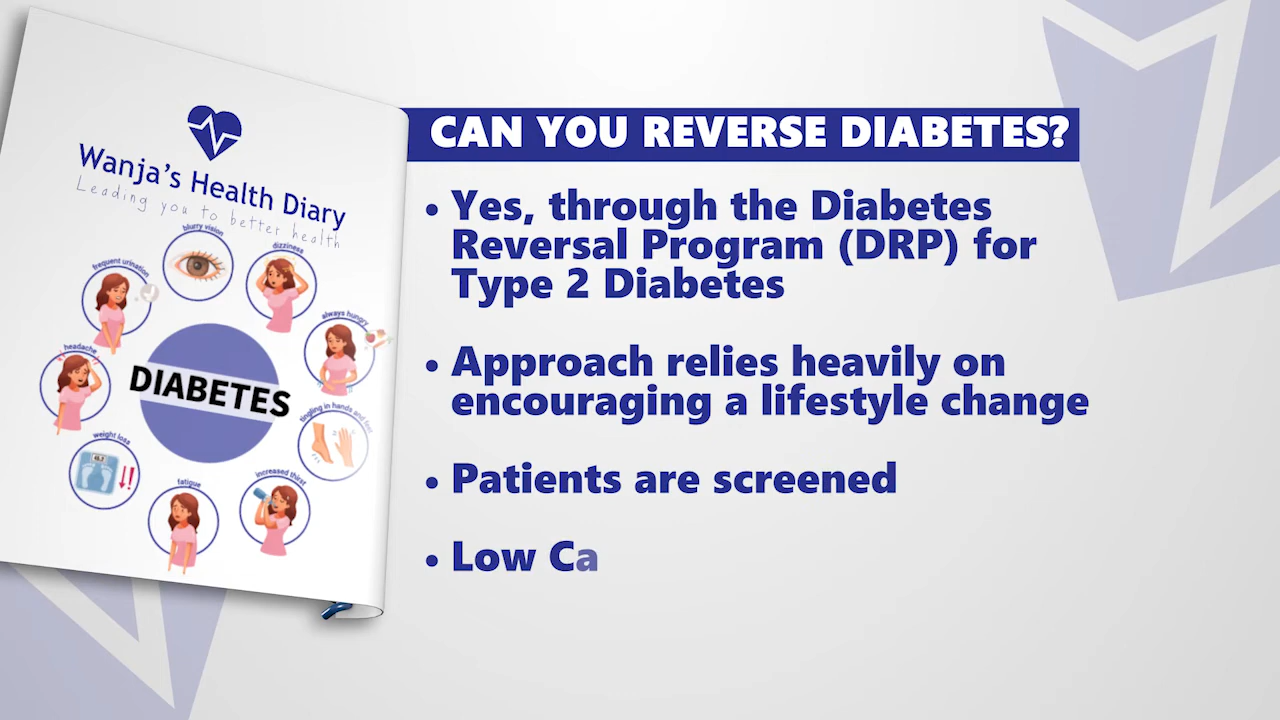 Wanja's Health Diary
Leading you to better health
blurry vision
dizziness
frequent urination
always hungry
headache
DIABETES
tingling in hands and feet
weight loss
increased thirst
fatigue
CAN YOU REVERSE DIABETES?
• Yes, through the Diabetes
Reversal Program (DRP) for
Type 2 Diabetes
• Approach relies heavily on
encouraging a lifestyle change
• Patients are screened
• Low Ca